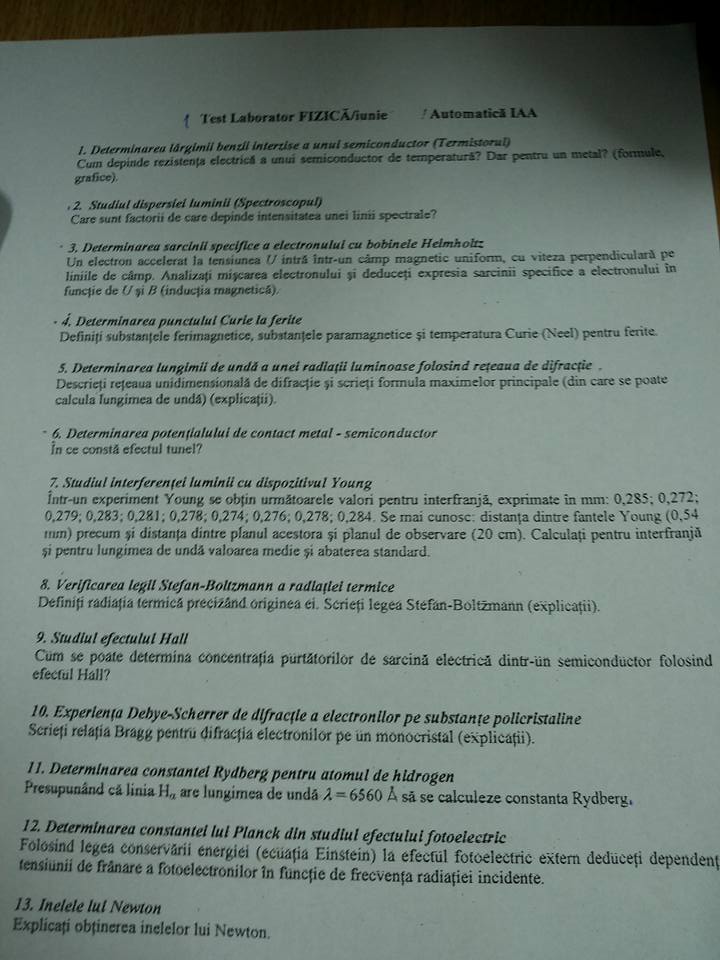 1 Test Laborator FIZICĂ/iunie Automatică IAA
1. Determinarea lărgimii benzii interzise a unui semiconductor (Termistorul)
Cum depinde rezistența electrică a unui semiconductor de temperatură? Dar pentru un metal? (formule,
grafice).
2. Studiul dispersiei luminii (Spectroscopul)
Care sunt factorii de care depinde intensitatea unei linii spectrale?
3. Determinarea sarcinii specifice a electronului cu bobinele Helmholtz
Un electron accelerat la tensiunea U intră într-un câmp magnetic uniform, cu viteza perpendiculară pe
liniile de câmp. Analizați mișcarea electronului și deduceți expresia sarcinii specifice a electronului în
funcție de U și B (inducția magnetică).
4. Determinarea punctului Curie la ferite
Definiți substanțele ferimagnetice, substanțele paramagnetice și temperatura Curie (Neel) pentru ferite.
5. Determinarea lungimii de undă a unei radiații luminoase folosind rețeaua de difracție .
Descrieți rețeaua unidimensională de difracție și scrieți formula maximelor principale (din care se poate
calcula lungimea de undă) (explicații).
6. Determinarea potențialului de contact metal - semiconductor
În ce constă efectul tunel?
7. Studiul interferenței luminii cu dispozitivul Young
Într-un experiment Young se obțin următoarele valori pentru interfranjă, exprimate în mm: 0,285; 0,272;
0,279; 0,283; 0,281; 0,278; 0,274; 0,276; 0,278; 0,284. Se mai cunosc: distanța dintre fantele Young (0,54
mm) precum și distanța dintre planul acestora și planul de observare (20 cm). Calculați pentru interfranjă
și pentru lungimea de undă valoarea medie și abaterea standard.
8. Verificarea legii Stefan-Boltzmann a radiației termice
Definiți radiația termică precizând originea ei. Scrieți legea Stefan-Boltzmann (explicații).
9. Studiul efectului Hall
Cum se poate determina concentrația purtătorilor de sarcină electrică dintr-un semiconductor folosind
efectul Hall?
10. Experiența Debye-Scherrer de difracție a electronilor pe substanțe policristaline
Scrieți relația Bragg pentru difracția electronilor pe un monocristal (explicații).
11. Determinarea constantei Rydberg pentru atomul de hidrogen
Presupunând că linia Hα are lungimea de undă λ = 6560 Å să se calculeze constanta Rydberg.
12. Determinarea constantei lui Planck din studiul efectului fotoelectric
Folosind legea conservării energiei (ecuația Einstein) la efectul fotoelectric extern deduceți dependenț
tensiunii de frânare a fotoelectronilor în funcție de frecvența radiației incidente.
13. Inelele lui Newton
Explicați obținerea inelelor lui Newton.